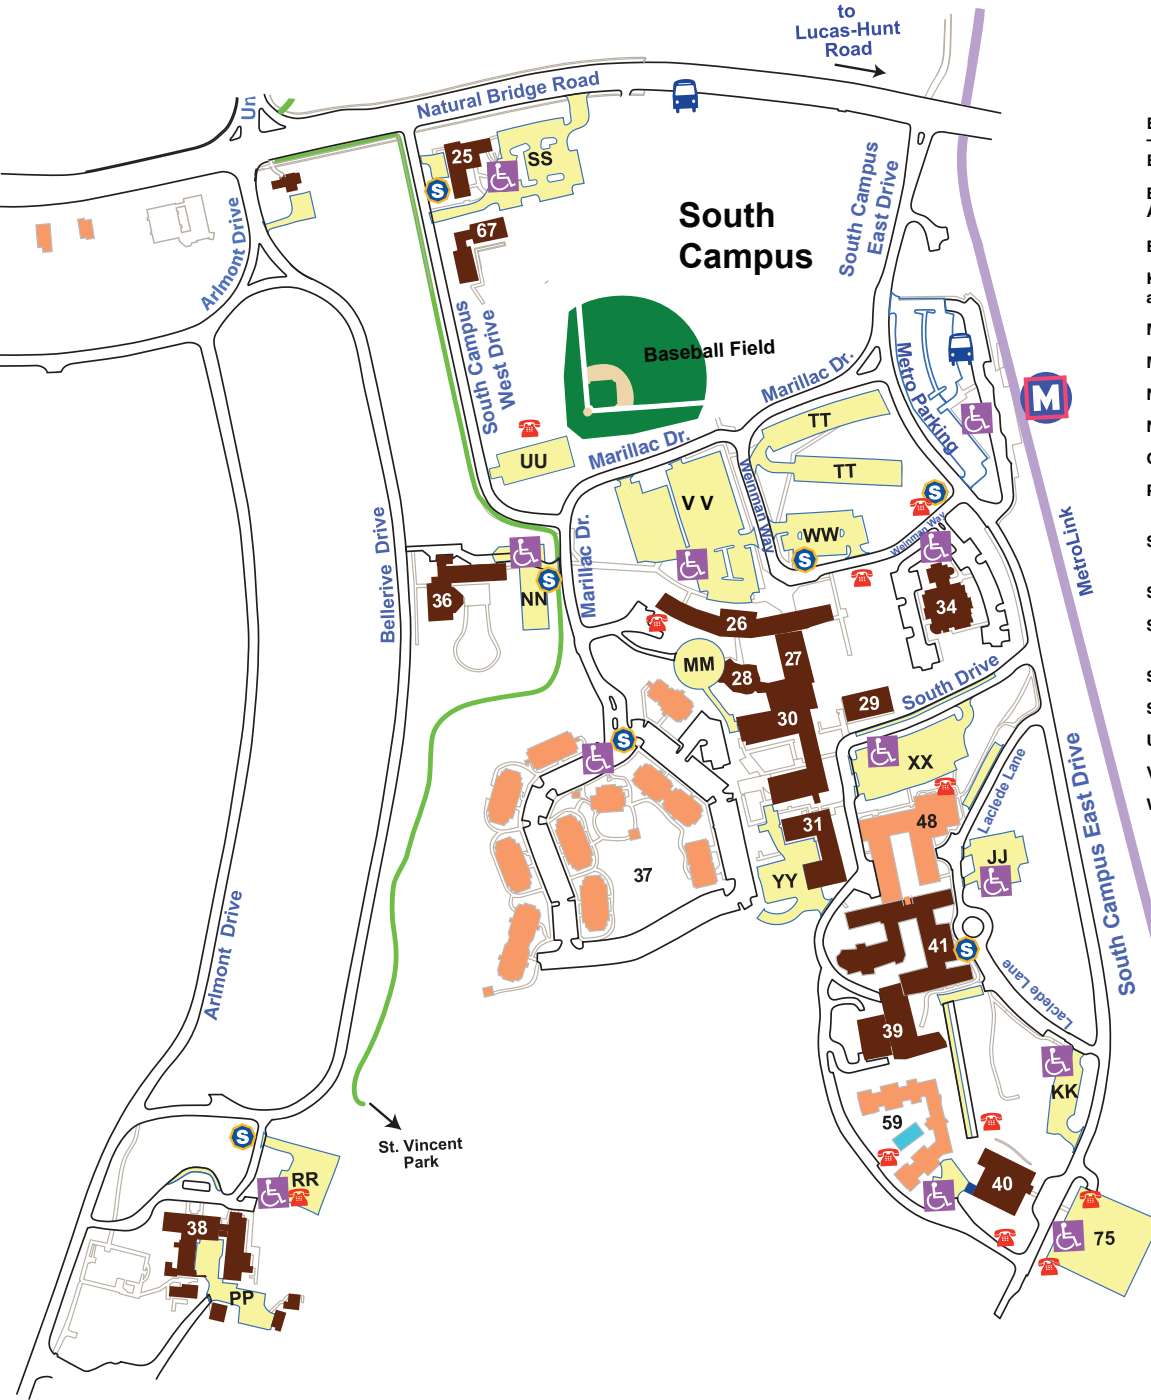 to
Lucas-Hunt
Road
Natural Bridge Road
Un
25
SS
S
67
South
Campus
South Campus
East Drive
Arlmont Drive
South Campus
West Drive
Baseball Field
Marillac Dr.
Metro Parking
M
TT
UU
Marillac Dr.
TT
V V
Weinman Way
S
WW
Weinman Way
S
MetroLink
Bellerive Drive
Marillac Dr.
36
NN
S
34
26
27
MM
28
South Drive
29
30
S
XX
Laclede Lane
South Campus East Drive
31
48
JJ
37
YY
Arlmont Drive
41
S
Laclede Lane
39
KK
59
St. Vincent
Park
S
RR
40
38
75
PP